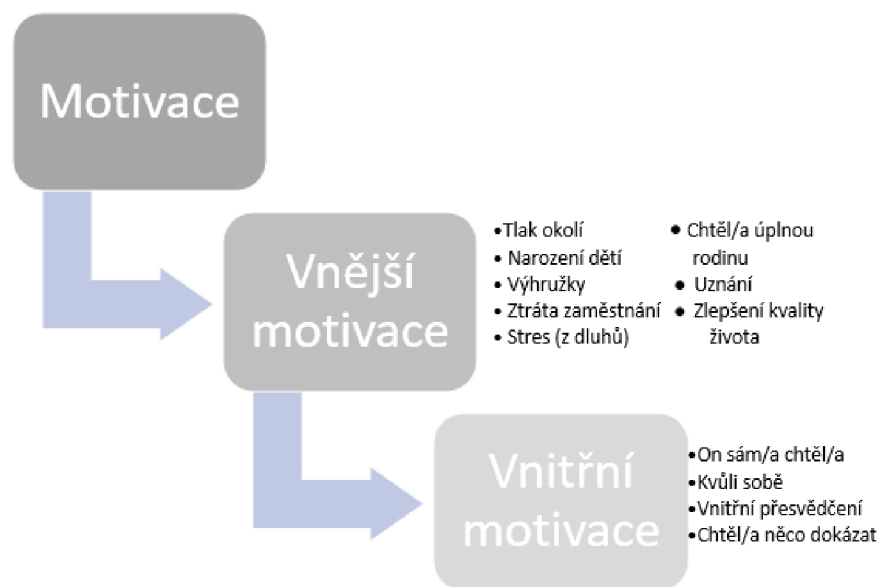 Motivace
Vnější
motivace
•Tlak okolí
• Narození dětí
• Výhružky
• Ztráta zaměstnání
• Stres (z dluhů)
• Chtěl/a úplnou
rodinu
• Uznání
• Zlepšení kvality
života
Vnitřní
motivace
•On sám/a chtěl/a
•Kvůli sobě
•Vnitřní přesvědčení
•Chtěl/a něco dokázat